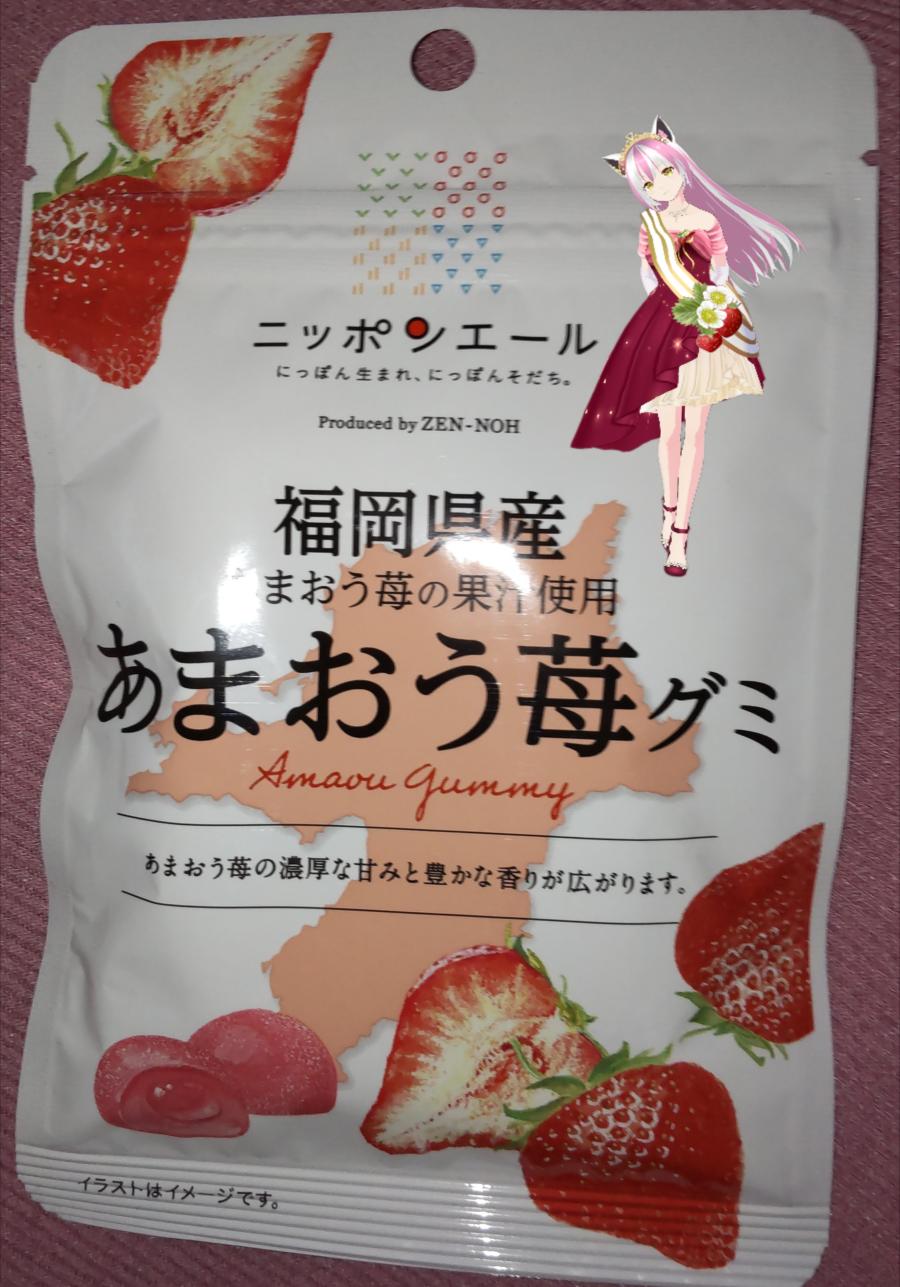 ニッポンエール
にっぽん生まれ、にっぽんそだち。
Produced by ZEN-NOH
福岡県産
まおう苺の果汁使用
あまおう苺グミ
Amaou Gummy
あまおう苺の濃厚な甘みと豊かな香りが広がります。
イラストはイメージです。